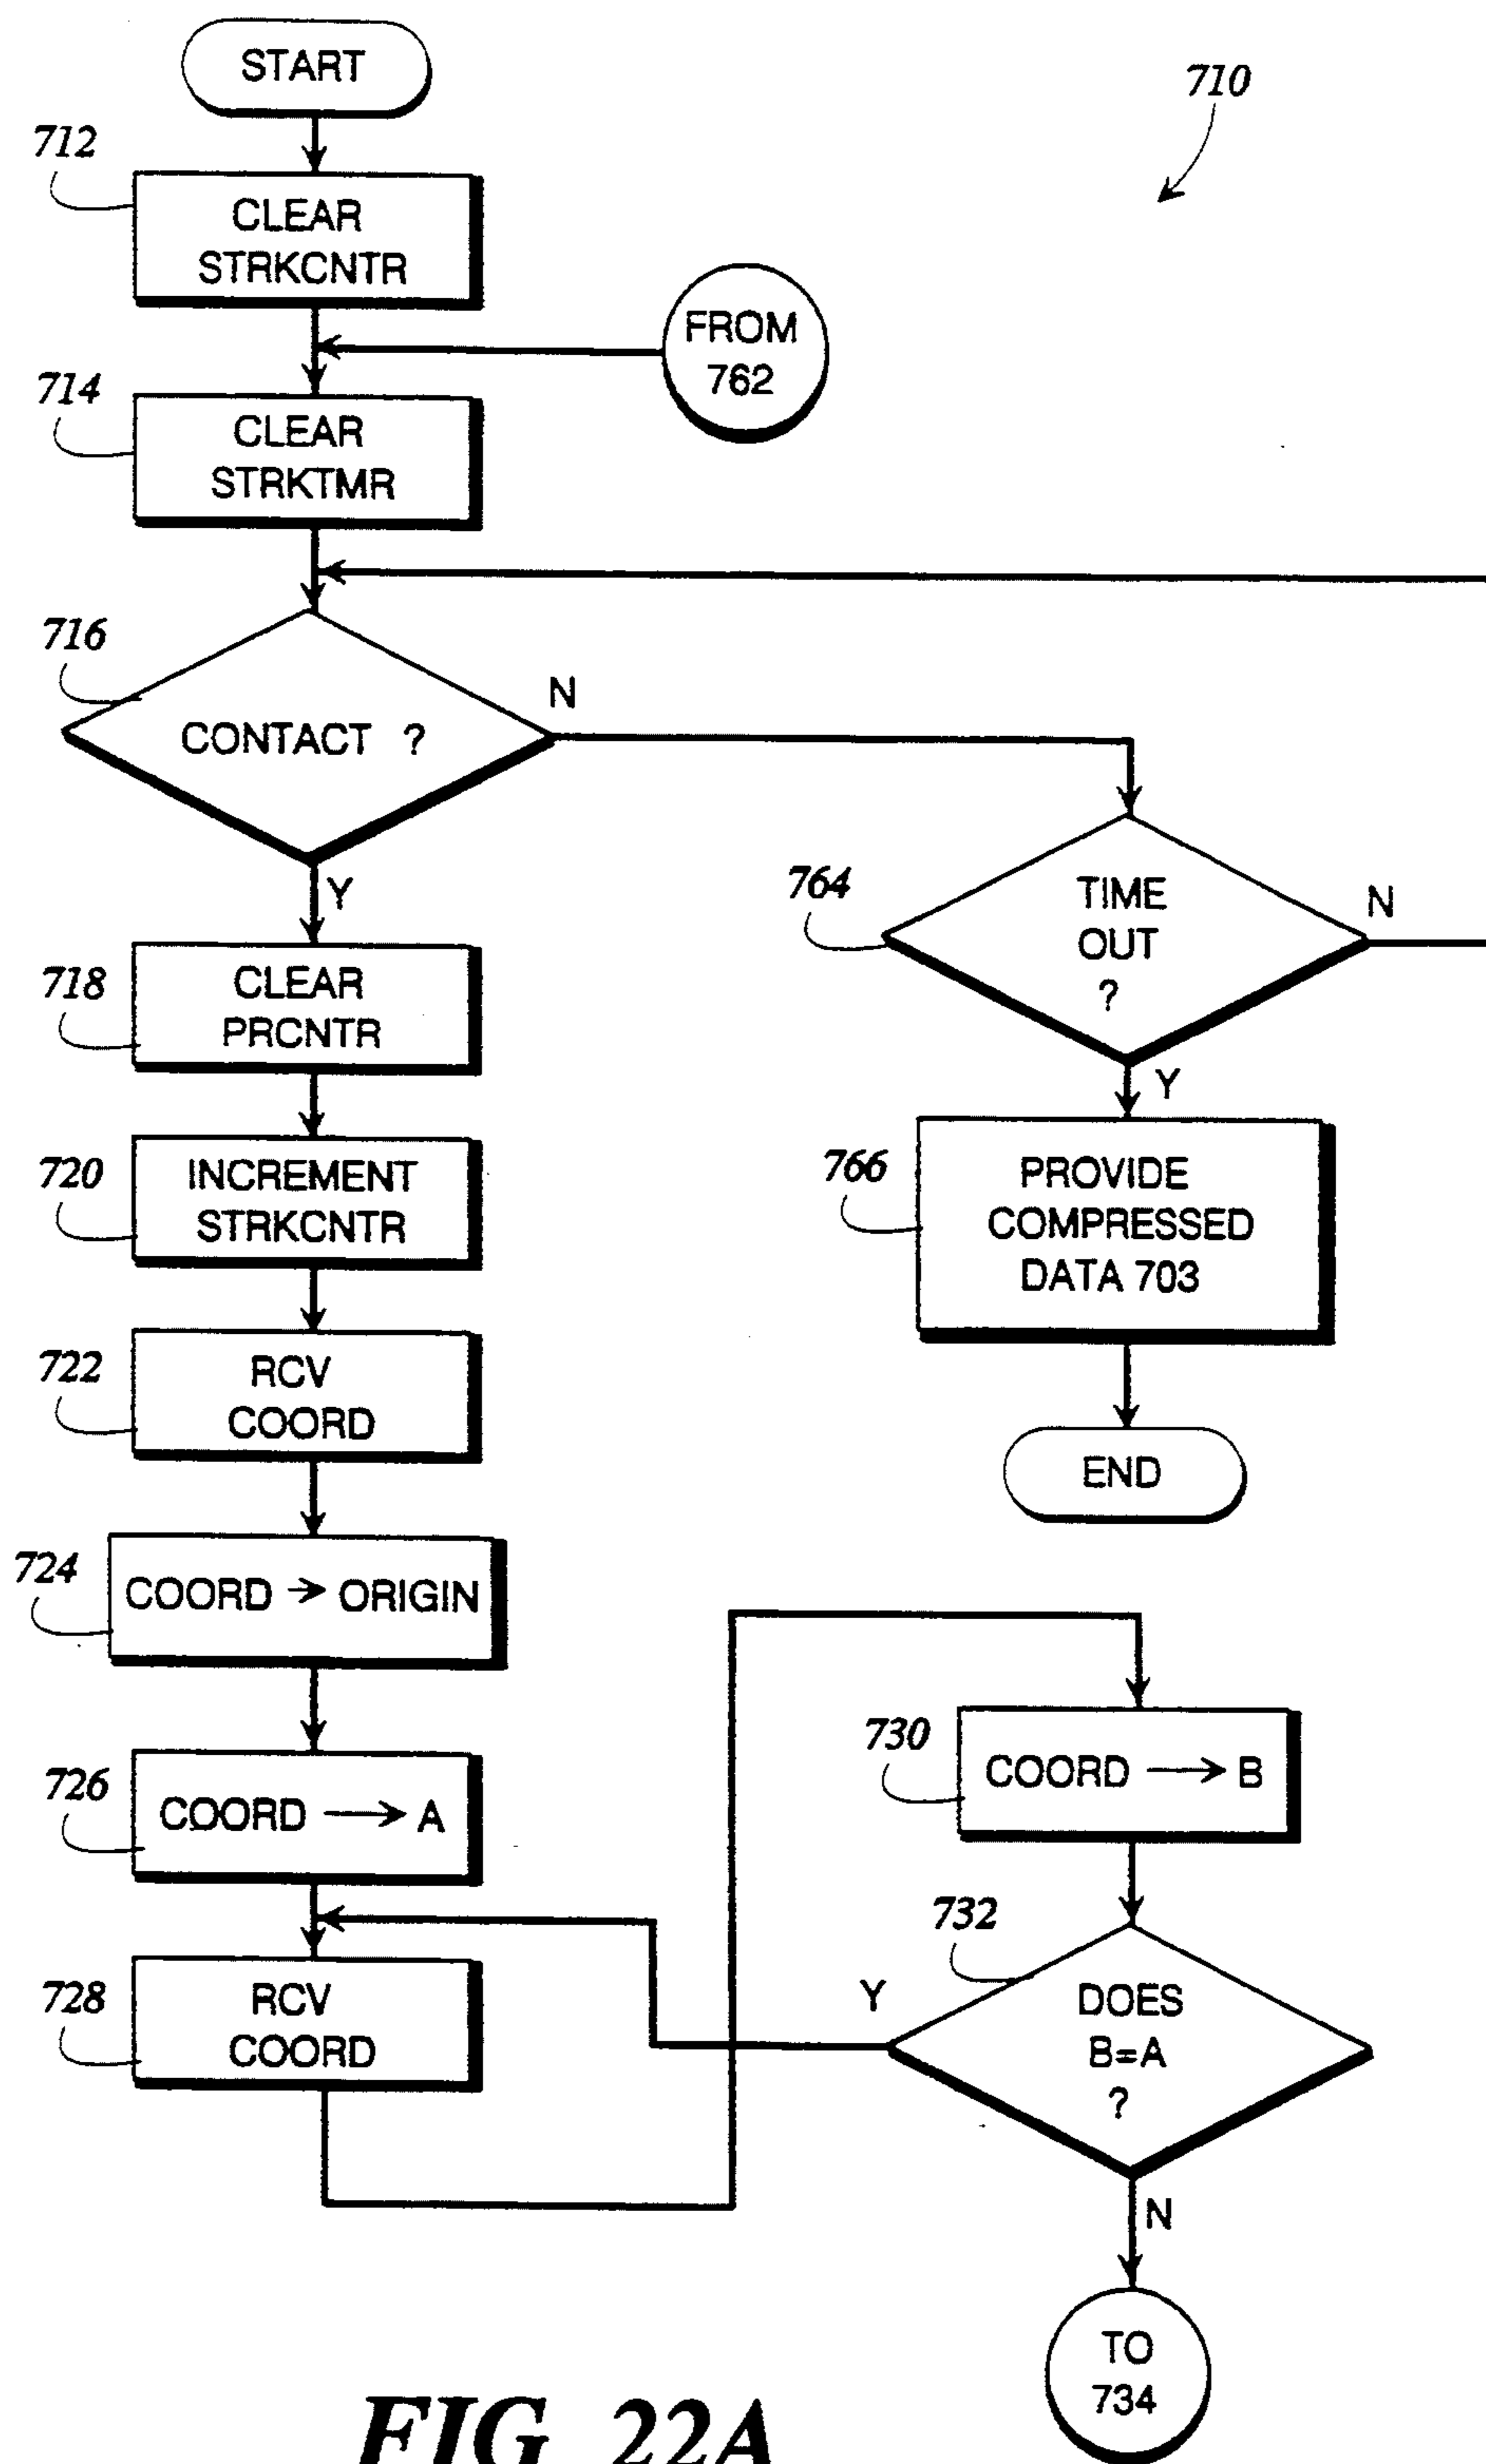 START
710
712
CLEAR
STRKCNTR
FROM
762
714
CLEAR
STRKTMR
716
CONTACT ?
N
Y
764
TIME
OUT
?
N
Y
718
CLEAR
PRCNTR
720
INCREMENT
STRKCNTR
766
PROVIDE
COMPRESSED
DATA 703
722
RCV
COORD
END
724
COORD → ORIGIN
726
COORD → A
730
COORD → B
728
RCV
COORD
732
DOES
B=A
?
Y
N
TO
734
FIG 22A